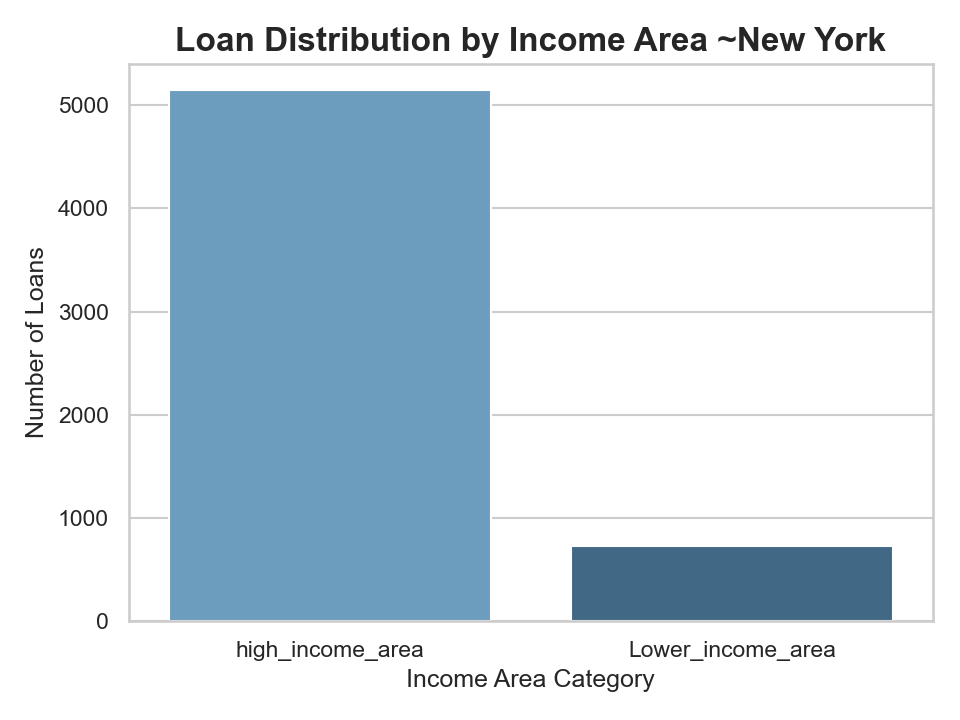 Loan Distribution by Income Area ~New York
Number of Loans
5000
4000
3000
2000
1000
0
high_income_area Lower_income_area
Income Area Category